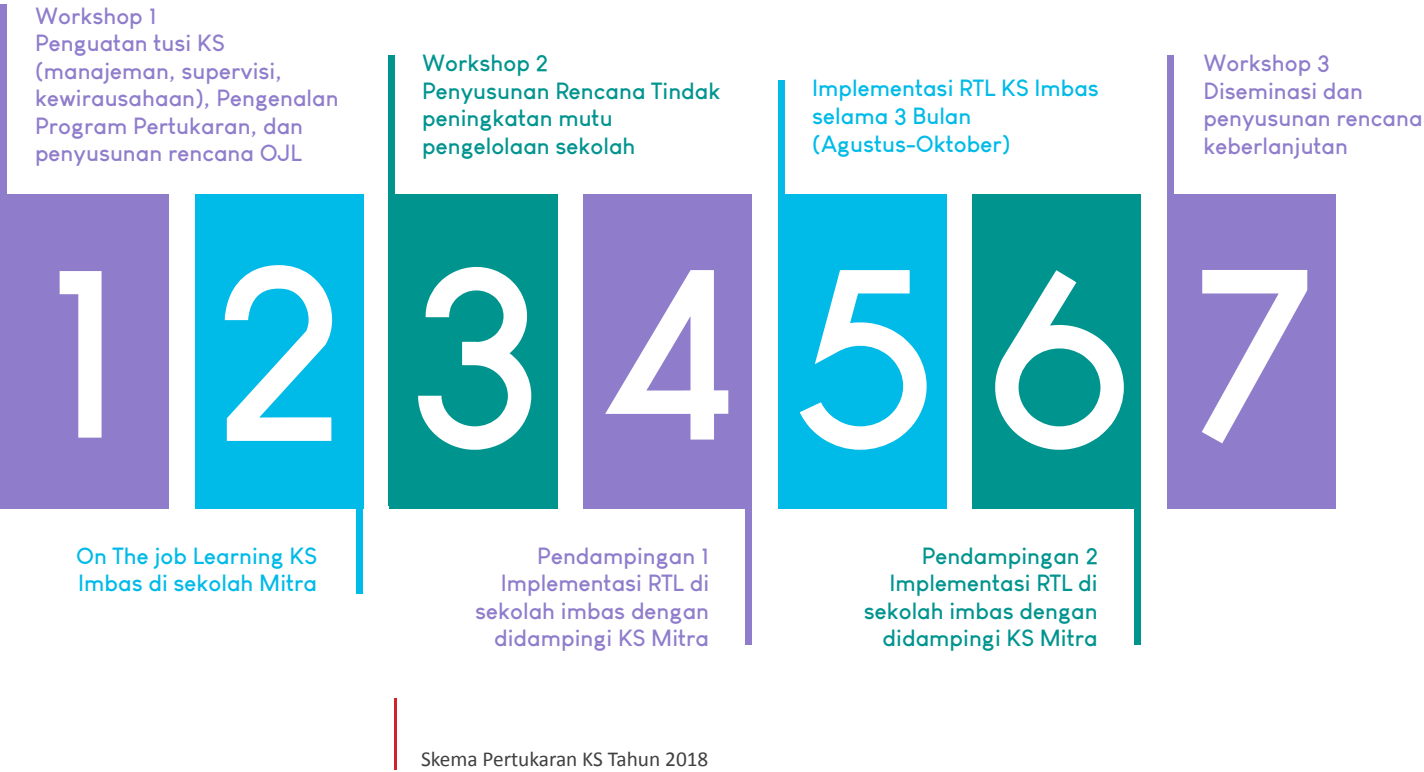 Workshop 1
Penguatan tusi KS
(manajeman, supervisi,
kewirausahaan), Pengenalan
Program Pertukaran, dan
penyusunan rencana OJL
Workshop 2
Penyusunan Rencana Tindak
peningkatan mutu
pengelolaan sekolah
Implementasi RTL KS Imbas
selama 3 Bulan
(Agustus-Oktober)
Workshop 3
Diseminasi dan
penyusunan rencana
keberlanjutan
1
2
3
4
5
6
7
On The job Learning KS
Imbas di sekolah Mitra
Pendampingan 1
Implementasi RTL di
sekolah imbas dengan
didampingi KS Mitra
Pendampingan 2
Implementasi RTL di
sekolah imbas dengan
didampingi KS Mitra
Skema Pertukaran KS Tahun 2018